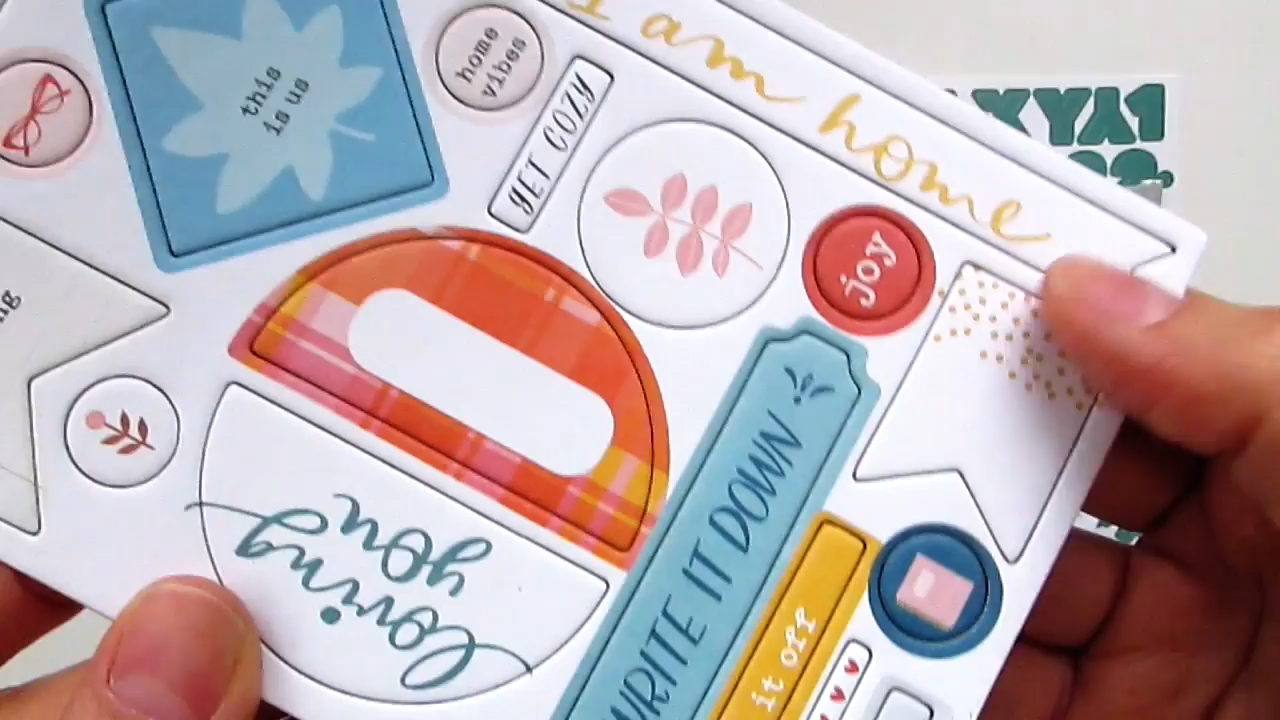 I am home
home
vibes
this
is us
GET COZY
joy
WRITE IT DOWN
it off
loving
you